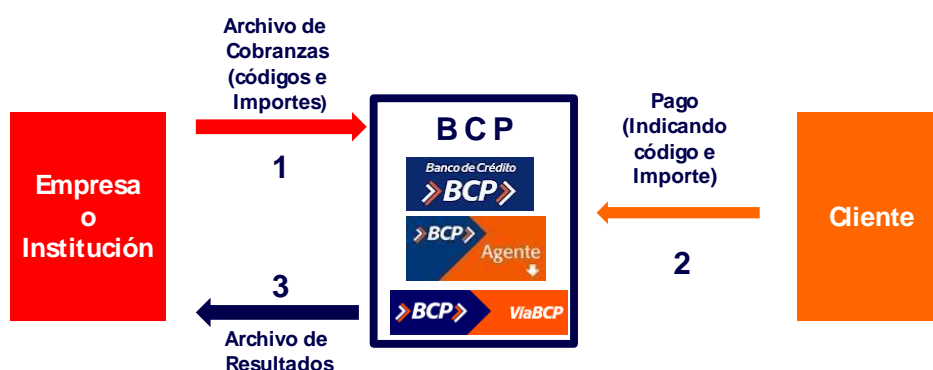 Archivo de
Cobranzas
(códigos e
Importes)
1
Empresa
o
Institución
3
Archivo de
Resultados
BCP
Banco de Crédito
BCP
BCP
Agente
BCP
ViaBCP
Pago
(Indicando
código e
Importe)
2
Cliente